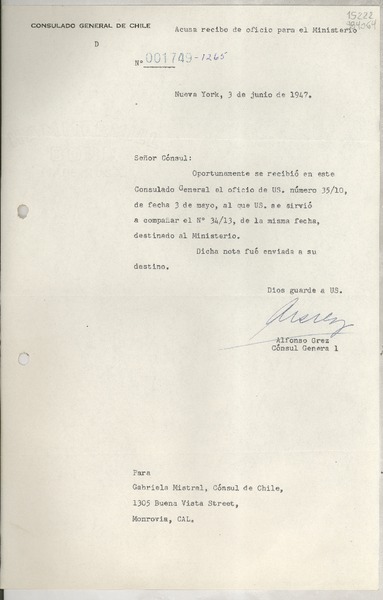 CONSULADO GENERAL DE CHILE
Acusa recibo de oficio para el Ministerio
D
N° 001749-1265
Nueva York, 3 de junio de 1947.
Señor Cónsul:
Oportunamente se recibió en este
Consulado General el oficio de US. número 35/10,
de fecha 3 de mayo, al que US. se sirvió
a compañar el N° 34/13, de la misma fecha,
destinado al Ministerio.
Dicha nota fué enviada a su
destino.
Dios guarde a US.
Alfonso Grez
Cónsul Genera l
Para
Gabriela Mistral, Cónsul de Chile,
1305 Buena Vista Street,
Monrovia, CAL.